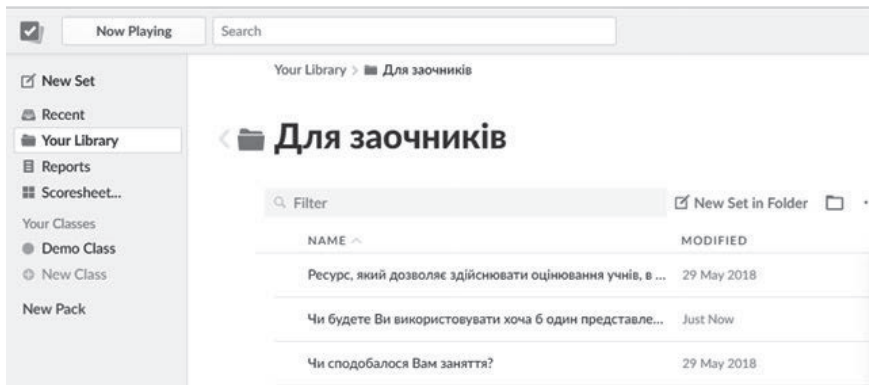 Now Playing
Search
New Set
Recent
Your Library
Reports
Scoresheet...
Your Classes
Demo Class
New Class
New Pack
Your Library > Для заочників
Для заочників
Filter
New Set in Folder
NAME MODIFIED
Ресурс, який дозволяє здійснювати оцінювання учнів, в ... 29 May 2018
Чи будете Ви використовувати хоча б один представле... Just Now
Чи сподобалося Вам заняття? 29 May 2018